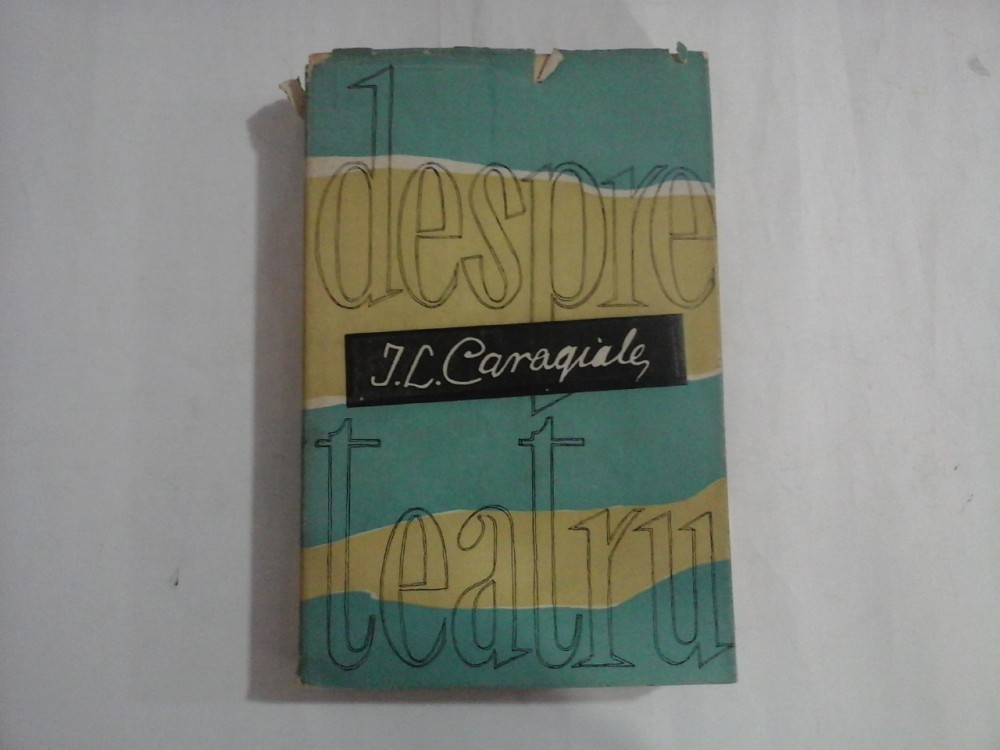 despre
I.L. Caragiale
teatru